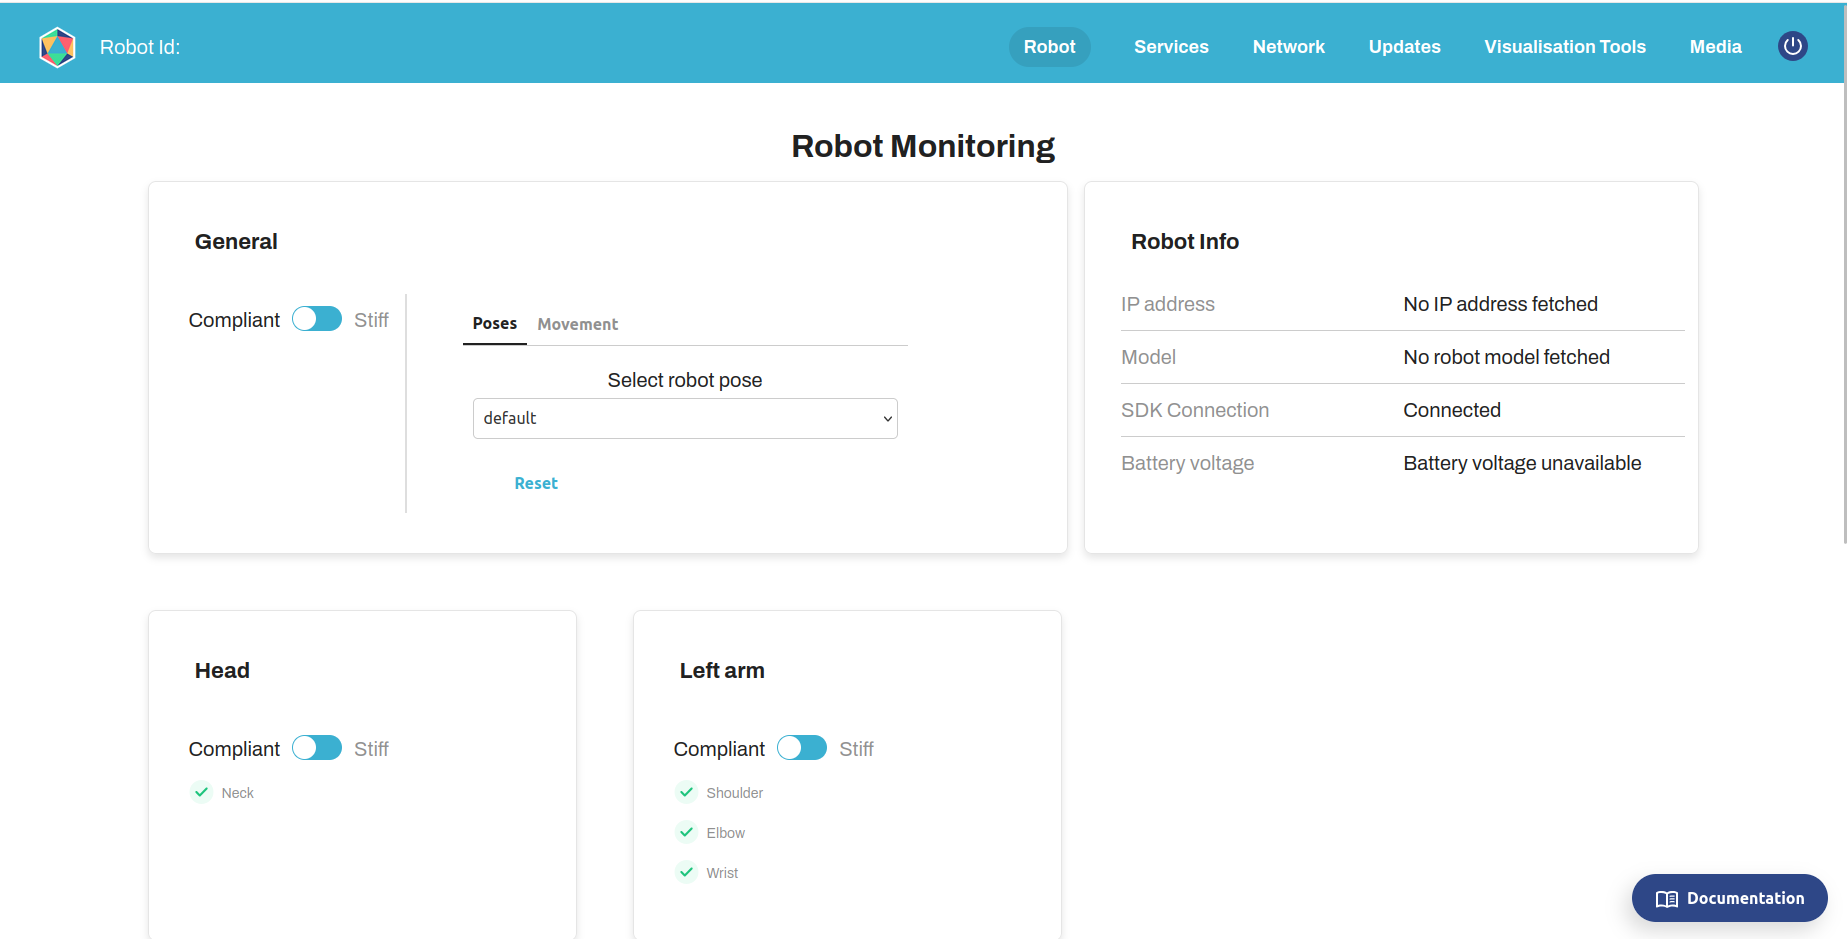 Robot Id:
Robot Services Network Updates Visualisation Tools Media
Robot Monitoring
General
Compliant Stiff
Poses Movement
Select robot pose
default
Reset
Robot Info
IP address No IP address fetched
Model No robot model fetched
SDK Connection Connected
Battery voltage Battery voltage unavailable
Head
Compliant Stiff
Neck
Left arm
Compliant Stiff
Shoulder
Elbow
Wrist
Documentation